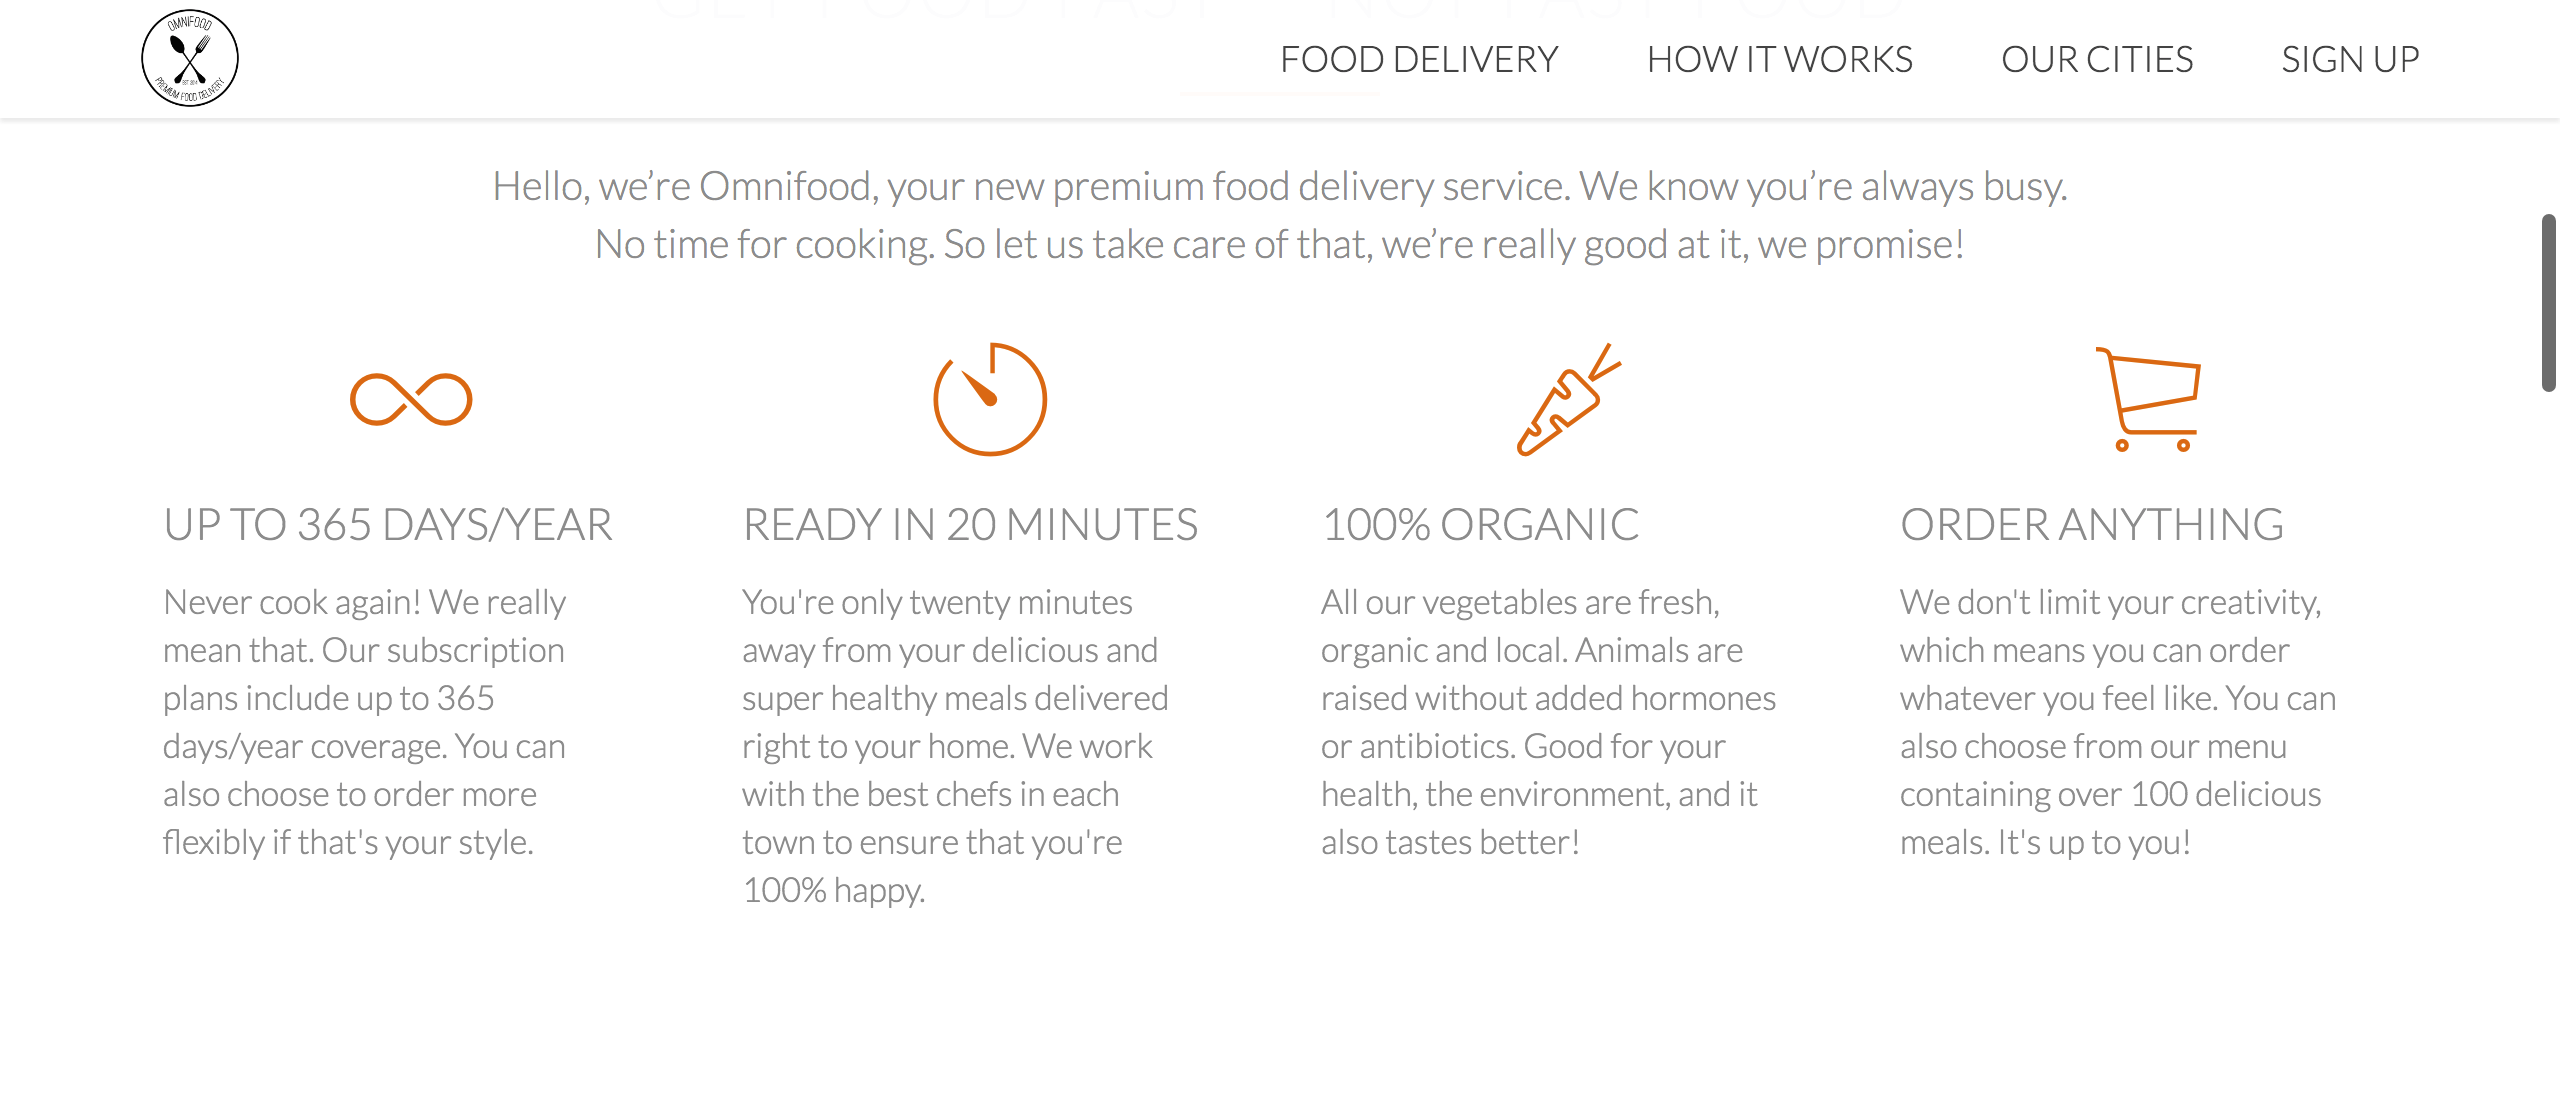 GET FOOD FAST — NOT FAST FOOD
OMNIFOOD
EST 2014
PREMIUM FOOD DELIVERY
FOOD DELIVERY
HOW IT WORKS
OUR CITIES
SIGN UP
Hello, we’re Omnifood, your new premium food delivery service. We know you’re always busy.
No time for cooking. So let us take care of that, we’re really good at it, we promise!
UP TO 365 DAYS/YEAR
Never cook again! We really
mean that. Our subscription
plans include up to 365
days/year coverage. You can
also choose to order more
flexibly if that's your style.
READY IN 20 MINUTES
You're only twenty minutes
away from your delicious and
super healthy meals delivered
right to your home. We work
with the best chefs in each
town to ensure that you're
100% happy.
100% ORGANIC
All our vegetables are fresh,
organic and local. Animals are
raised without added hormones
or antibiotics. Good for your
health, the environment, and it
also tastes better!
ORDER ANYTHING
We don't limit your creativity,
which means you can order
whatever you feel like. You can
also choose from our menu
containing over 100 delicious
meals. It's up to you!